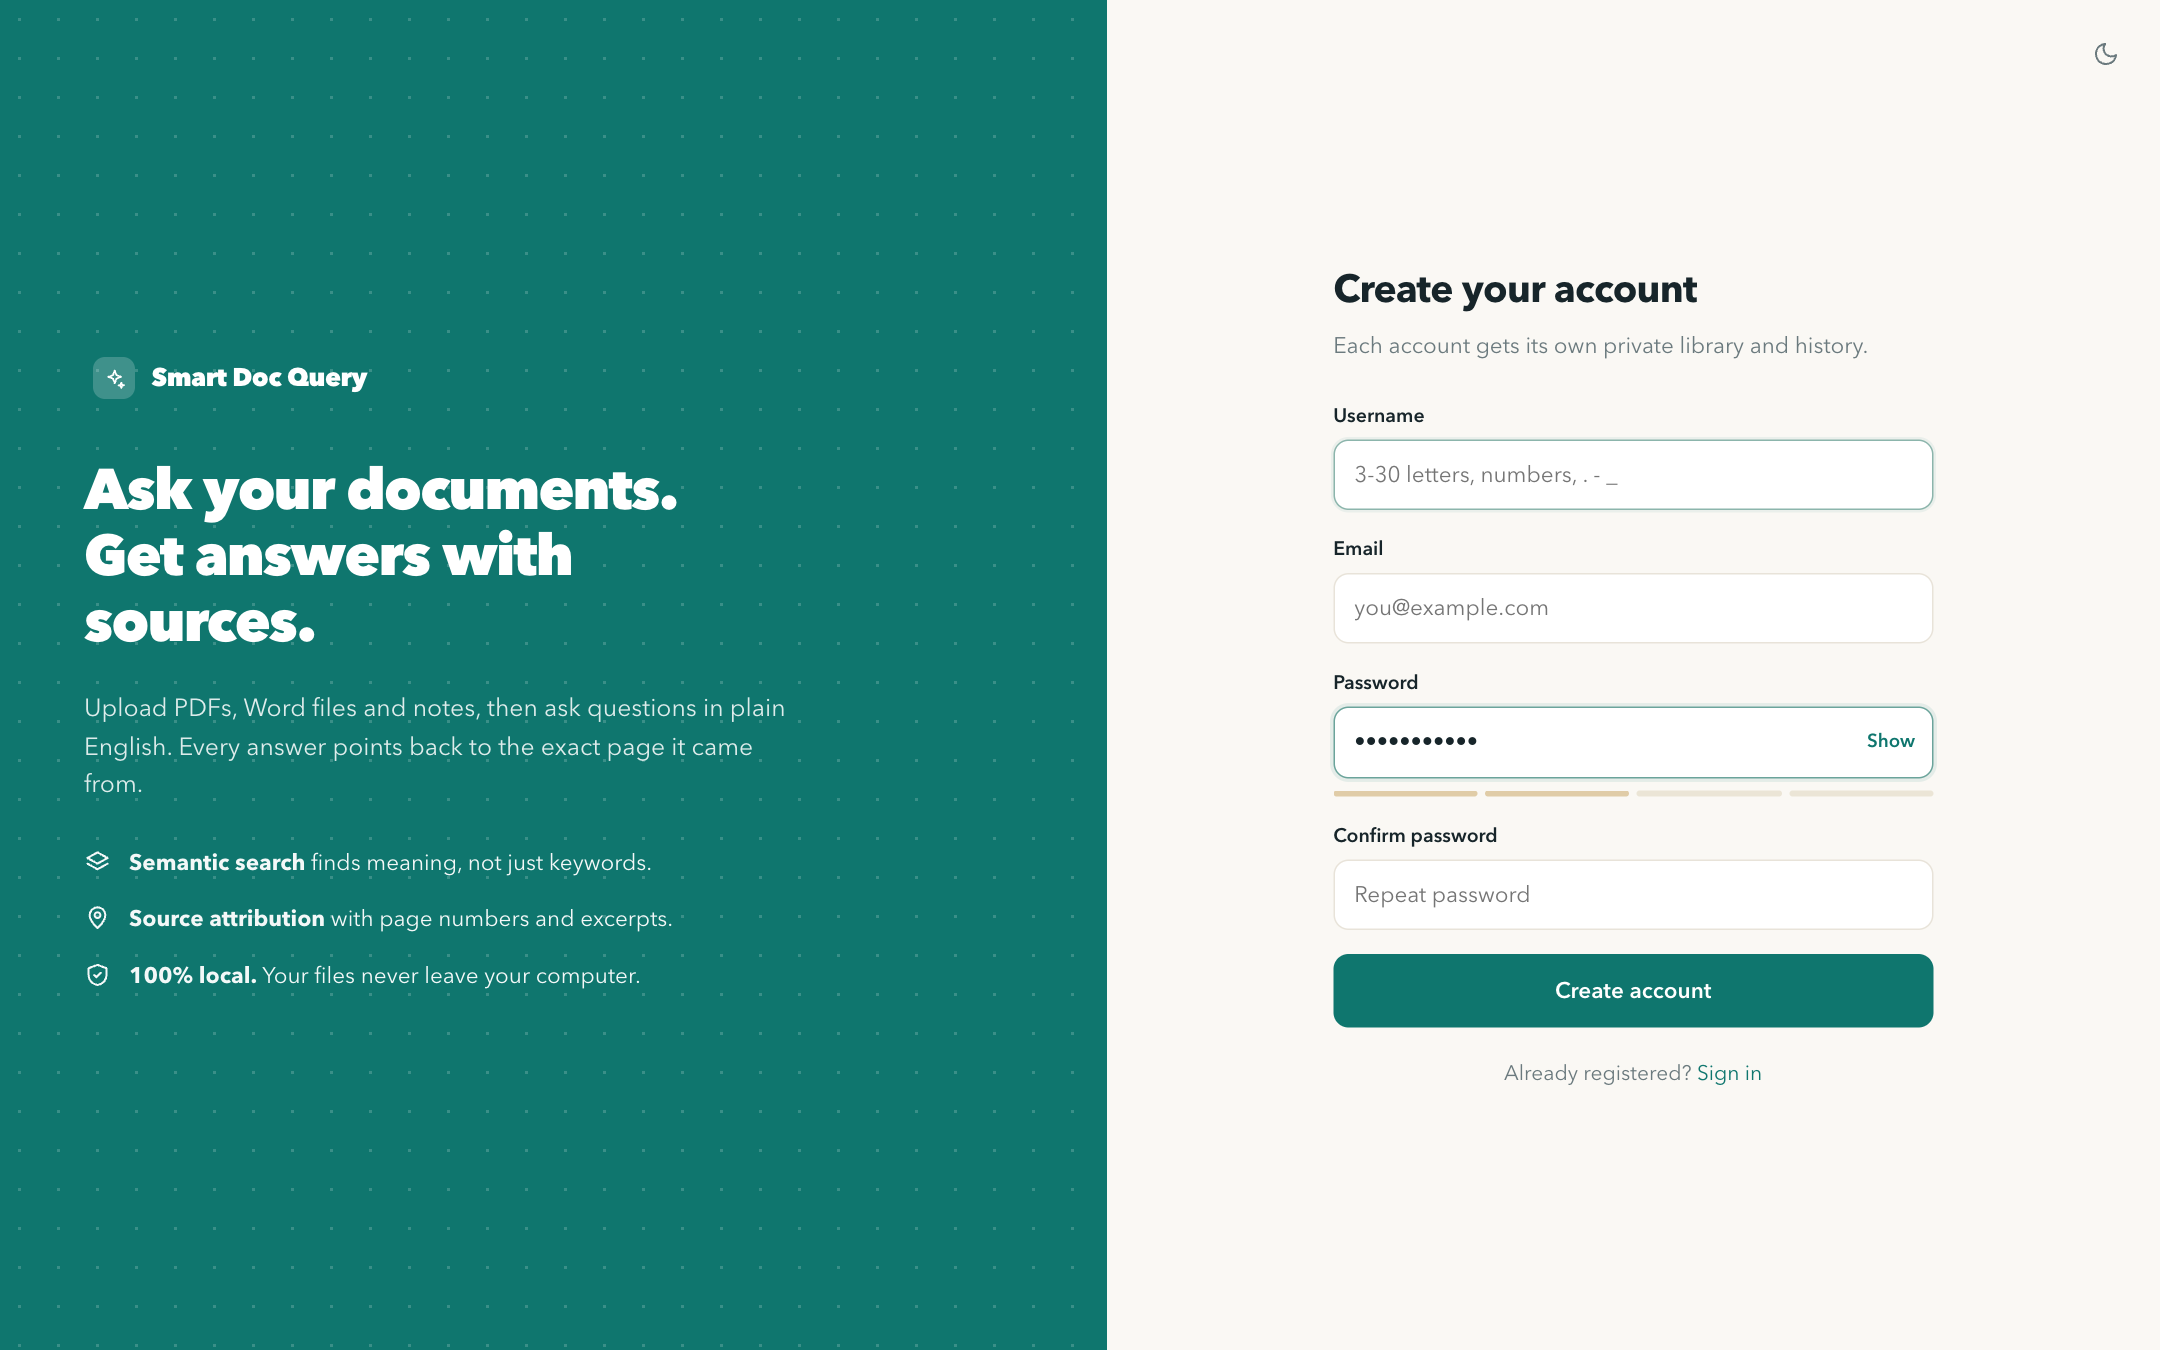 Smart Doc Query
Ask your documents.
Get answers with
sources.
Upload PDFs, Word files and notes, then ask questions in plain
English. Every answer points back to the exact page it came
from.
Semantic search finds meaning, not just keywords.
Source attribution with page numbers and excerpts.
100% local. Your files never leave your computer.
Create your account
Each account gets its own private library and history.
Username
3-30 letters, numbers, . - _
Email
you@example.com
Password
••••••••••• Show
Confirm password
Repeat password
Create account
Already registered? Sign in